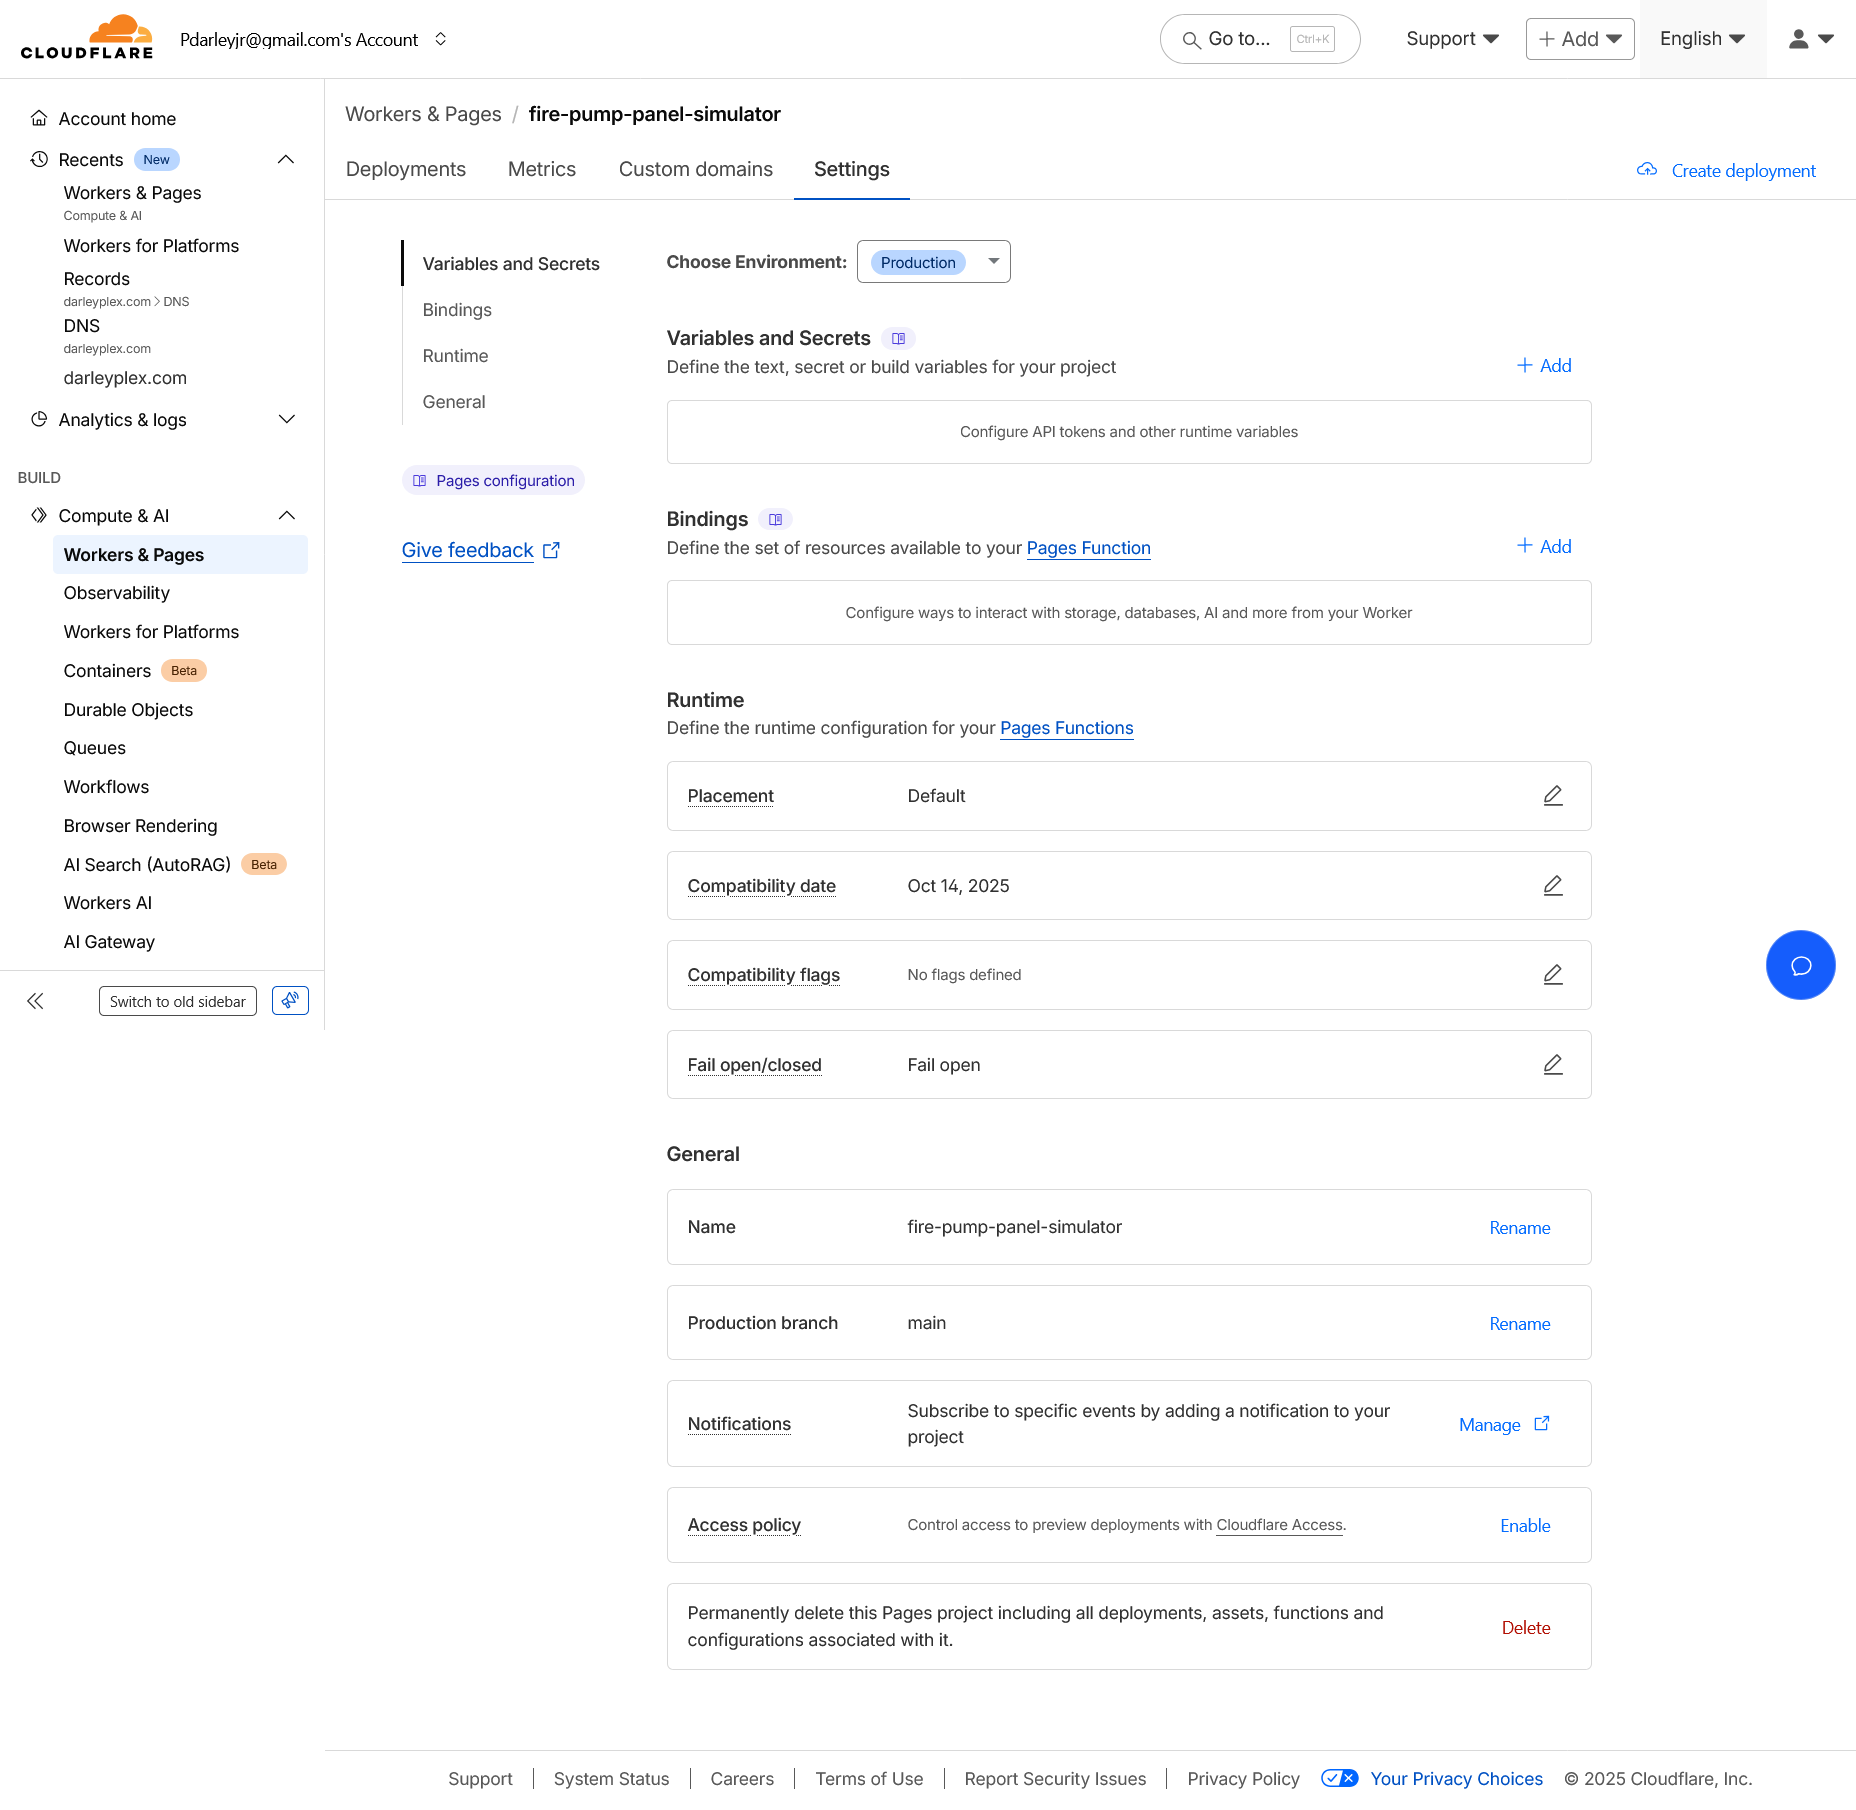 CLOUDFLARE
Pdarleyjr@gmail.com's Account
Go to...
Ctrl+K
Support
Add
English
Account home
Recents New
Workers & Pages
Compute & AI
Workers for Platforms
Records
darleyplex.com > DNS
DNS
darleyplex.com
darleyplex.com
Analytics & logs
BUILD
Compute & AI
Workers & Pages
Observability
Workers for Platforms
Containers Beta
Durable Objects
Queues
Workflows
Browser Rendering
AI Search (AutoRAG) Beta
Workers AI
AI Gateway
Switch to old sidebar
Workers & Pages / fire-pump-panel-simulator
Deployments
Metrics
Custom domains
Settings
Create deployment
Variables and Secrets
Bindings
Runtime
General
Pages configuration
Give feedback
Choose Environment: Production
Variables and Secrets
Define the text, secret or build variables for your project
+ Add
Configure API tokens and other runtime variables
Bindings
Define the set of resources available to your Pages Function
+ Add
Configure ways to interact with storage, databases, AI and more from your Worker
Runtime
Define the runtime configuration for your Pages Functions
Placement Default
Compatibility date Oct 14, 2025
Compatibility flags No flags defined
Fail open/closed Fail open
General
Name fire-pump-panel-simulator Rename
Production branch main Rename
Notifications
Subscribe to specific events by adding a notification to your
project
Manage
Access policy Control access to preview deployments with Cloudflare Access. Enable
Permanently delete this Pages project including all deployments, assets, functions and
configurations associated with it.
Delete
Support | System Status | Careers | Terms of Use | Report Security Issues | Privacy Policy Your Privacy Choices © 2025 Cloudflare, Inc.